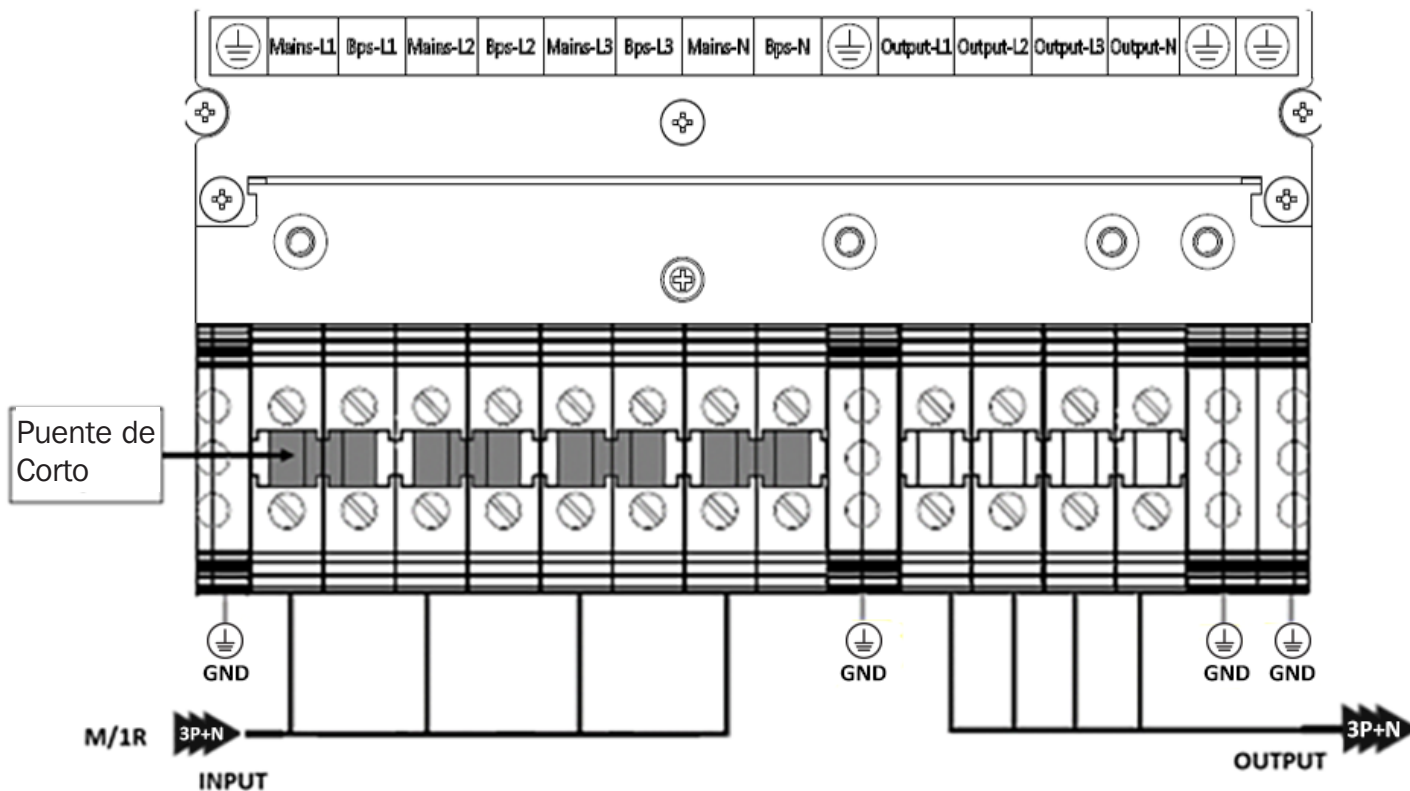 Mains-L1 Bps-L1 Mains-L2 Bps-L2 Mains-L3 Bps-L3 Mains-N Bps-N Output-L1 Output-L2 Output-L3 Output-N
Puente de
Corto
GND GND GND GND
M/1R 3P+N
INPUT
3P+N
OUTPUT